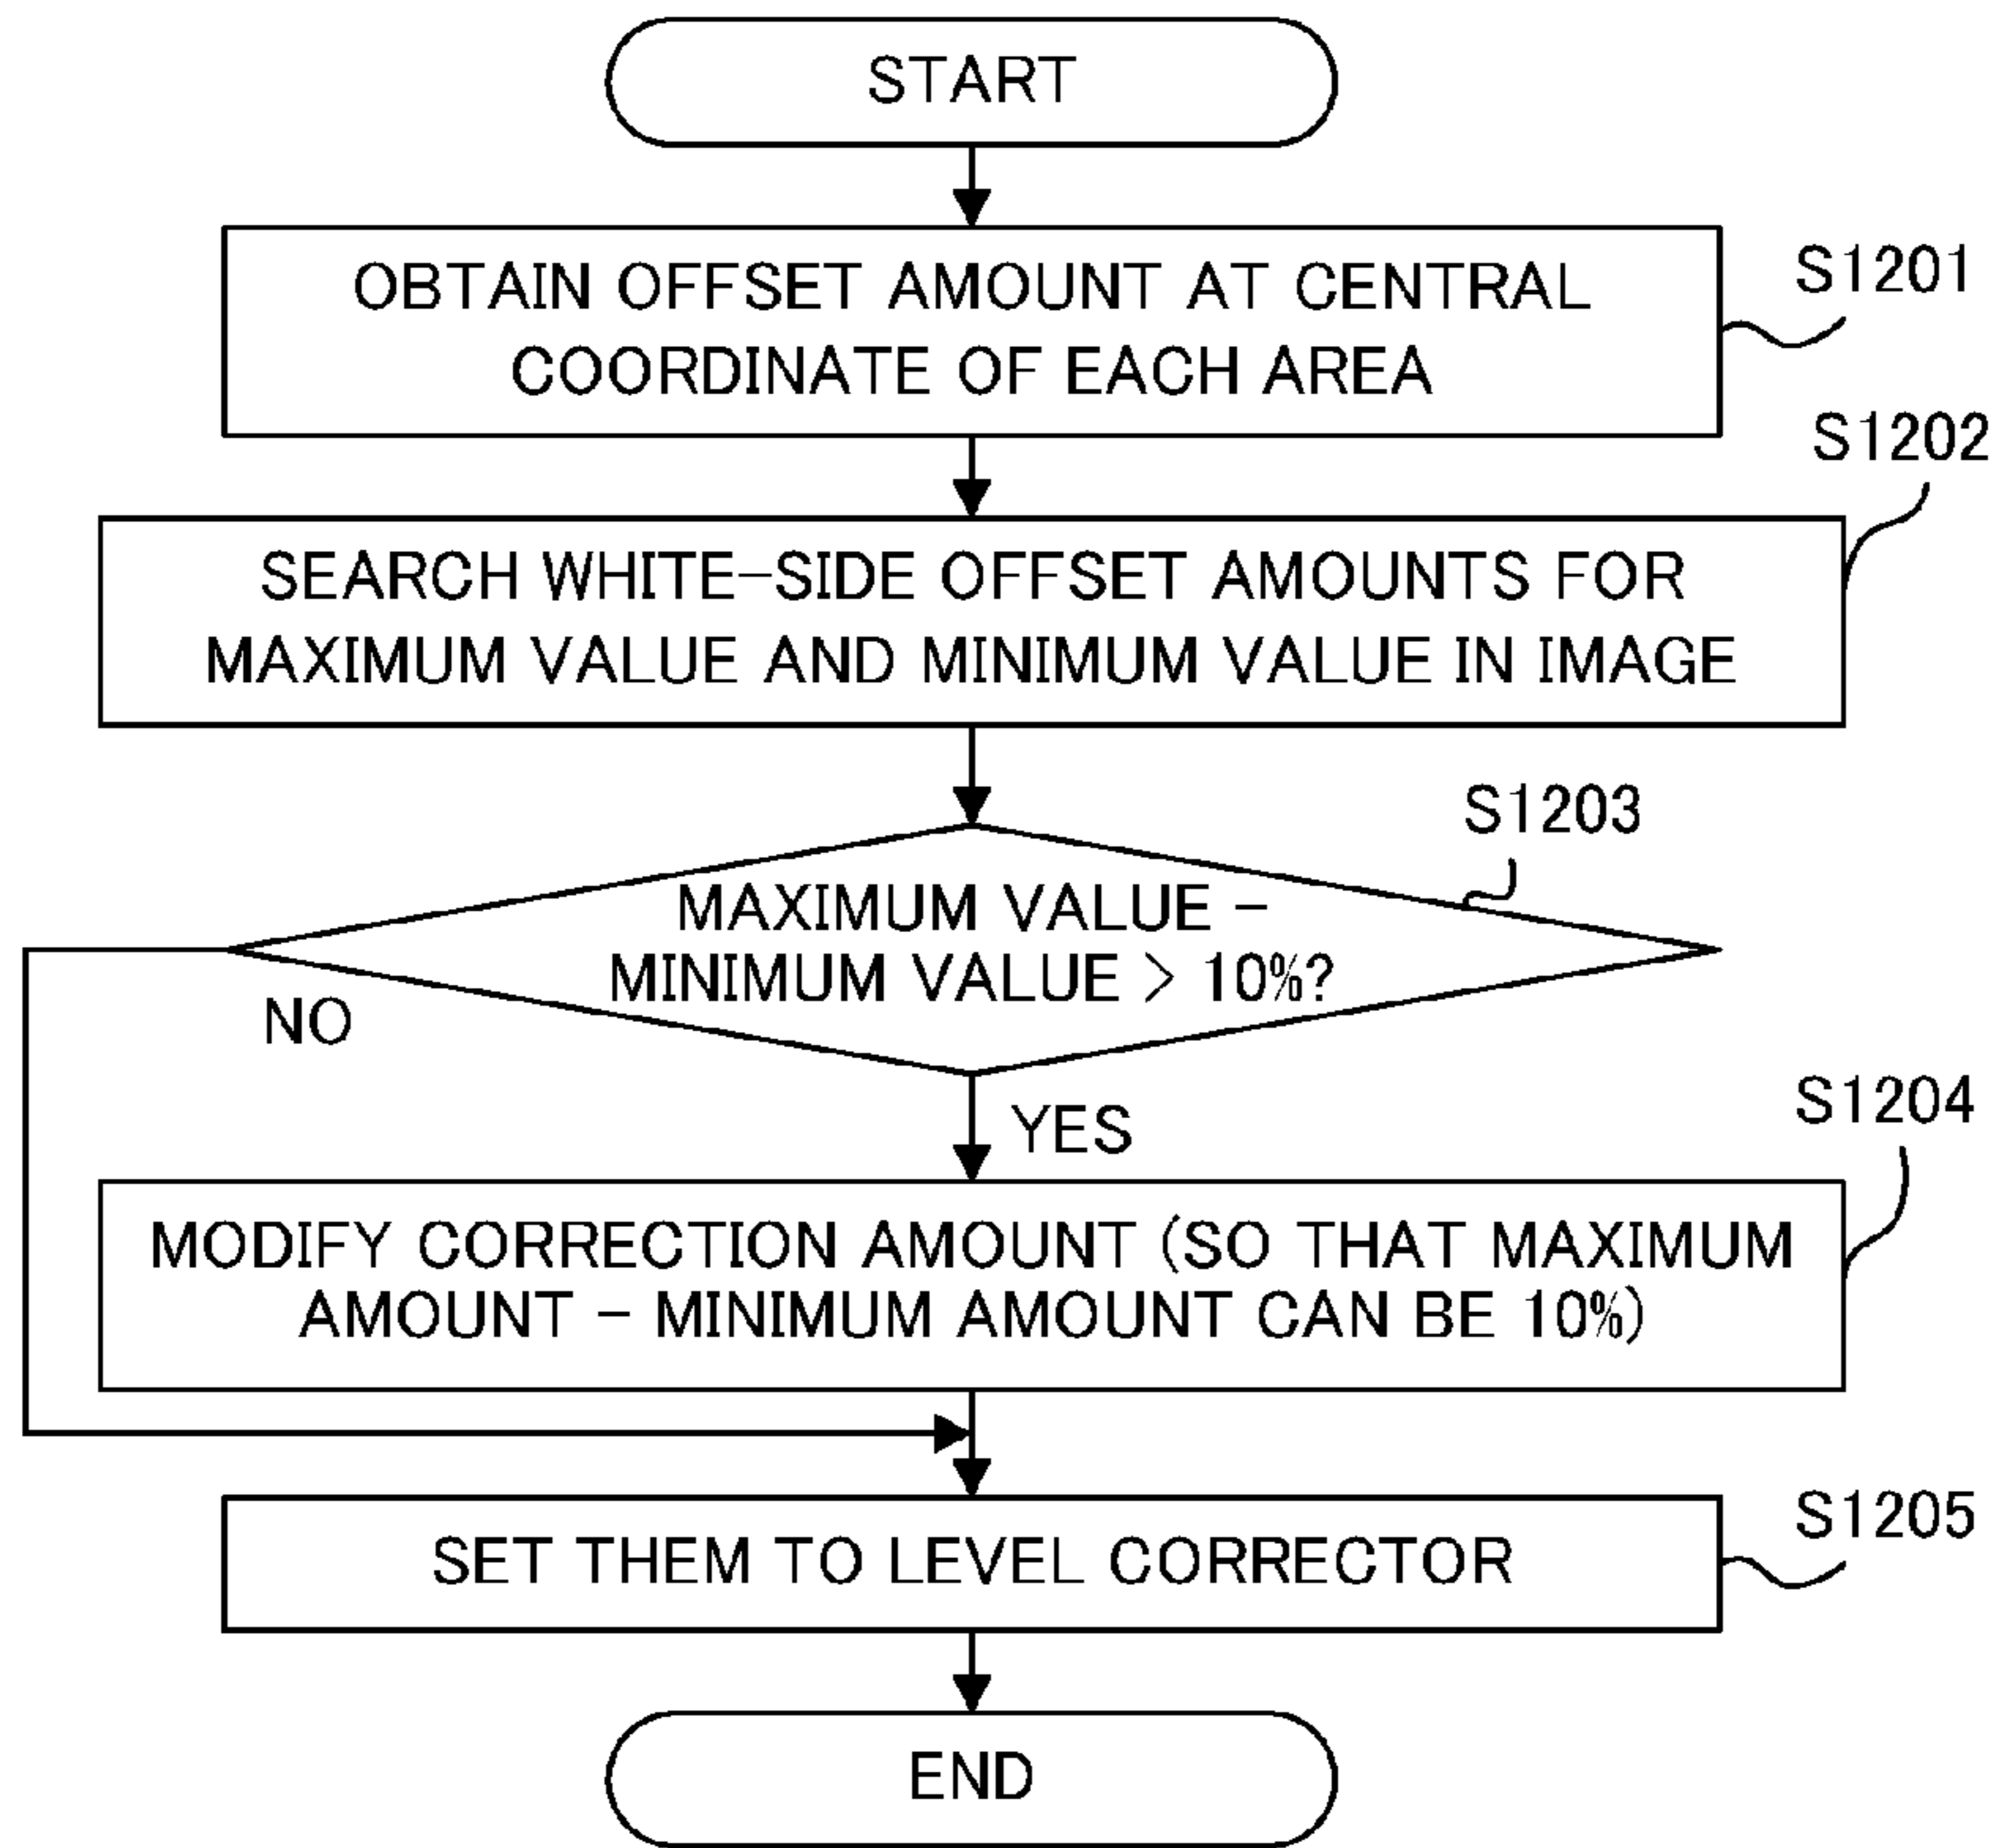 START
OBTAIN OFFSET AMOUNT AT CENTRAL
COORDINATE OF EACH AREA
S1201
SEARCH WHITE-SIDE OFFSET AMOUNTS FOR
MAXIMUM VALUE AND MINIMUM VALUE IN IMAGE
S1202
MAXIMUM VALUE -
MINIMUM VALUE > 10%?
S1203
NO
YES
MODIFY CORRECTION AMOUNT (SO THAT MAXIMUM
AMOUNT - MINIMUM AMOUNT CAN BE 10%)
S1204
SET THEM TO LEVEL CORRECTOR
S1205
END